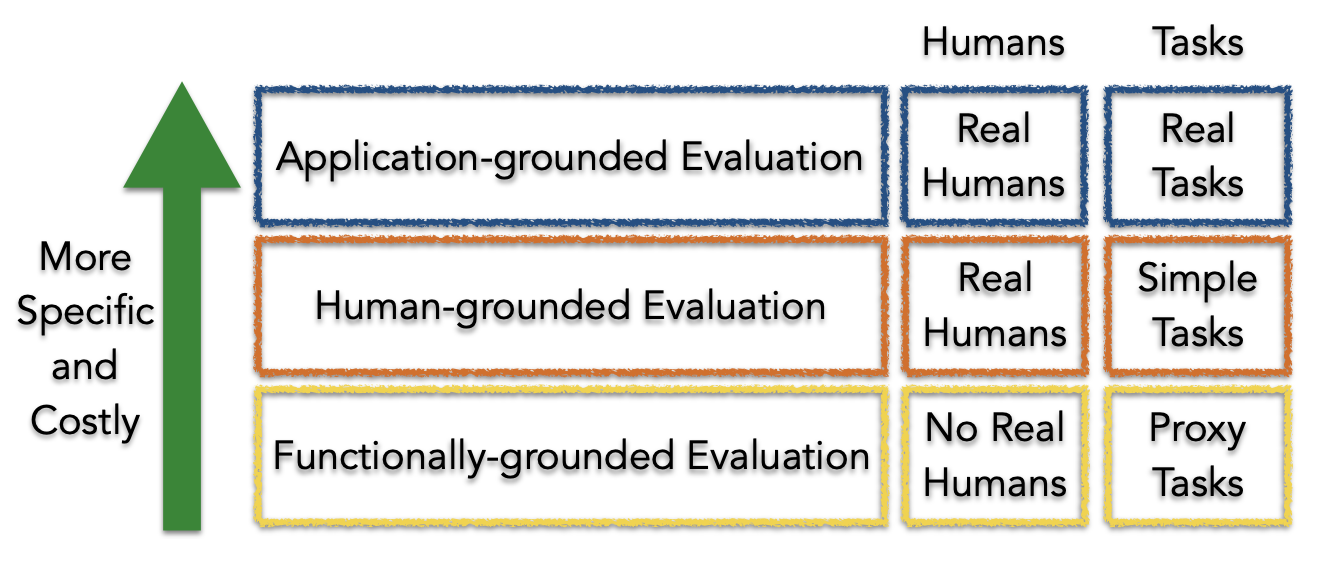 Humans
Tasks
Application-grounded Evaluation
Real
Humans
Real
Tasks
More
Specific
and
Costly
Human-grounded Evaluation
Real
Humans
Simple
Tasks
Functionally-grounded Evaluation
No Real
Humans
Proxy
Tasks